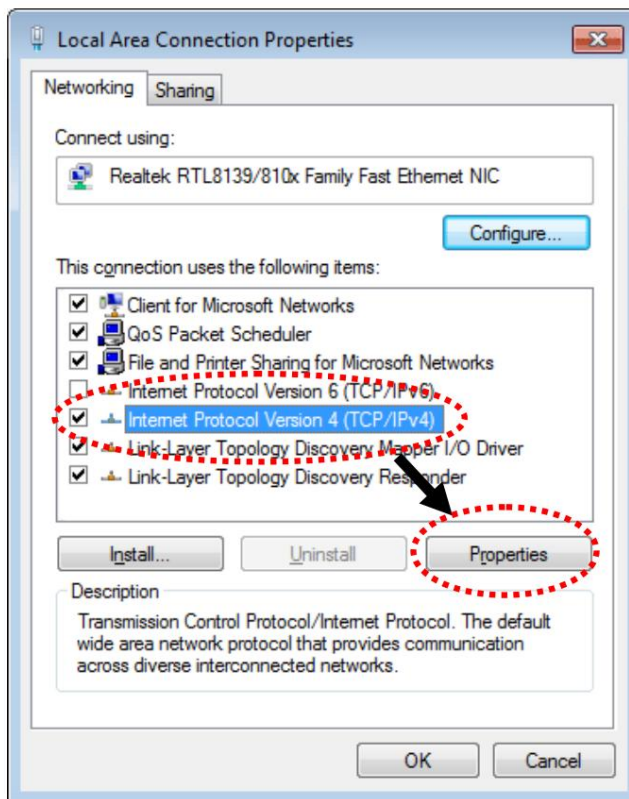 Local Area Connection Properties
Networking
Sharing
Connect using:
Realtek RTL8139/810x Family Fast Ethernet NIC
Configure...
This connection uses the following items:
Client for Microsoft Networks
QoS Packet Scheduler
File and Printer Sharing for Microsoft Networks
Internet Protocol Version 6 (TCP/IPv6)
Internet Protocol Version 4 (TCP/IPv4)
Link-Layer Topology Discovery Mapper I/O Driver
Link-Layer Topology Discovery Responder
Install...
Uninstall
Properties
Description
Transmission Control Protocol/Internet Protocol. The default
wide area network protocol that provides communication
across diverse interconnected networks.
OK
Cancel